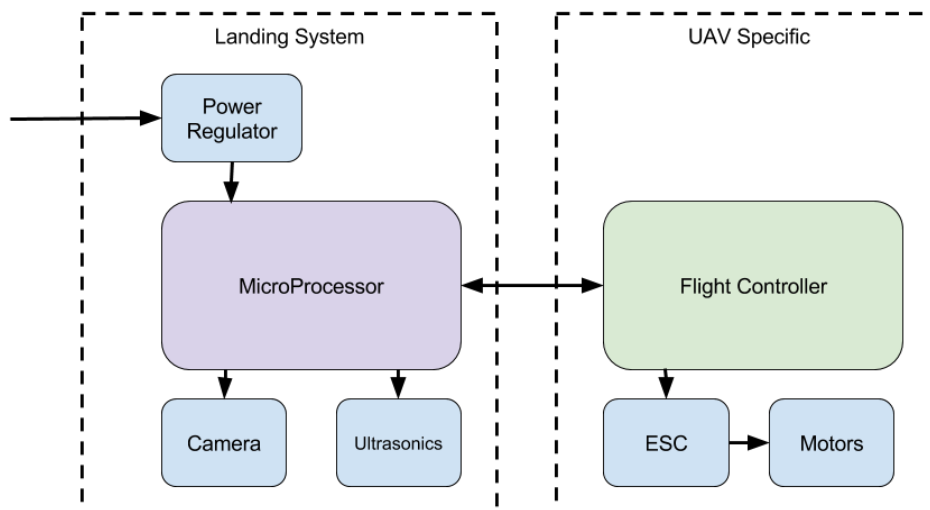 Landing System
UAV Specific
Power
Regulator
MicroProcessor
Flight Controller
Camera
Ultrasonics
ESC
Motors